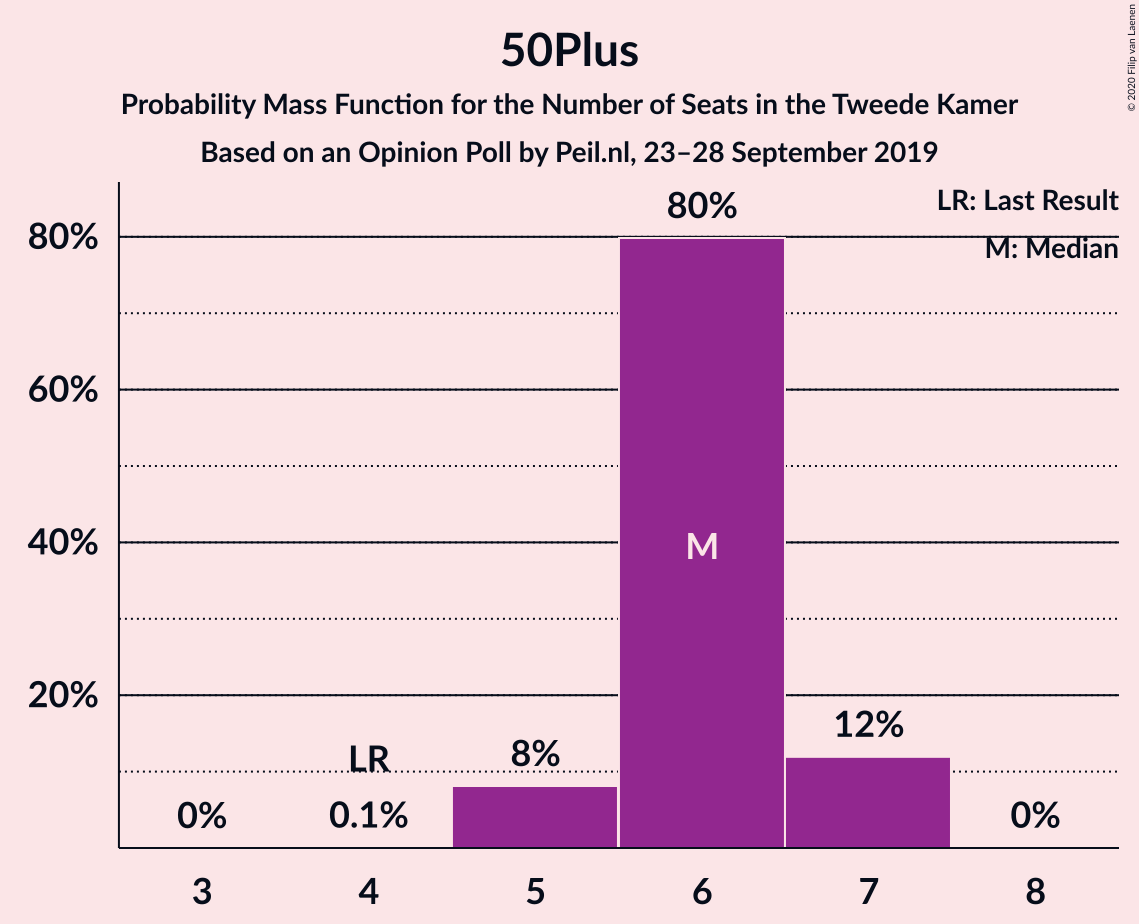 50Plus
Probability Mass Function for the Number of Seats in the Tweede Kamer
Based on an Opinion Poll by Peil.nl, 23–28 September 2019
© 2020 Filip van Laenen
LR: Last Result
M: Median
80%
60%
40%
20%
0%
LR
0.1%
8%
80%
M
12%
0%
3
4
5
6
7
8